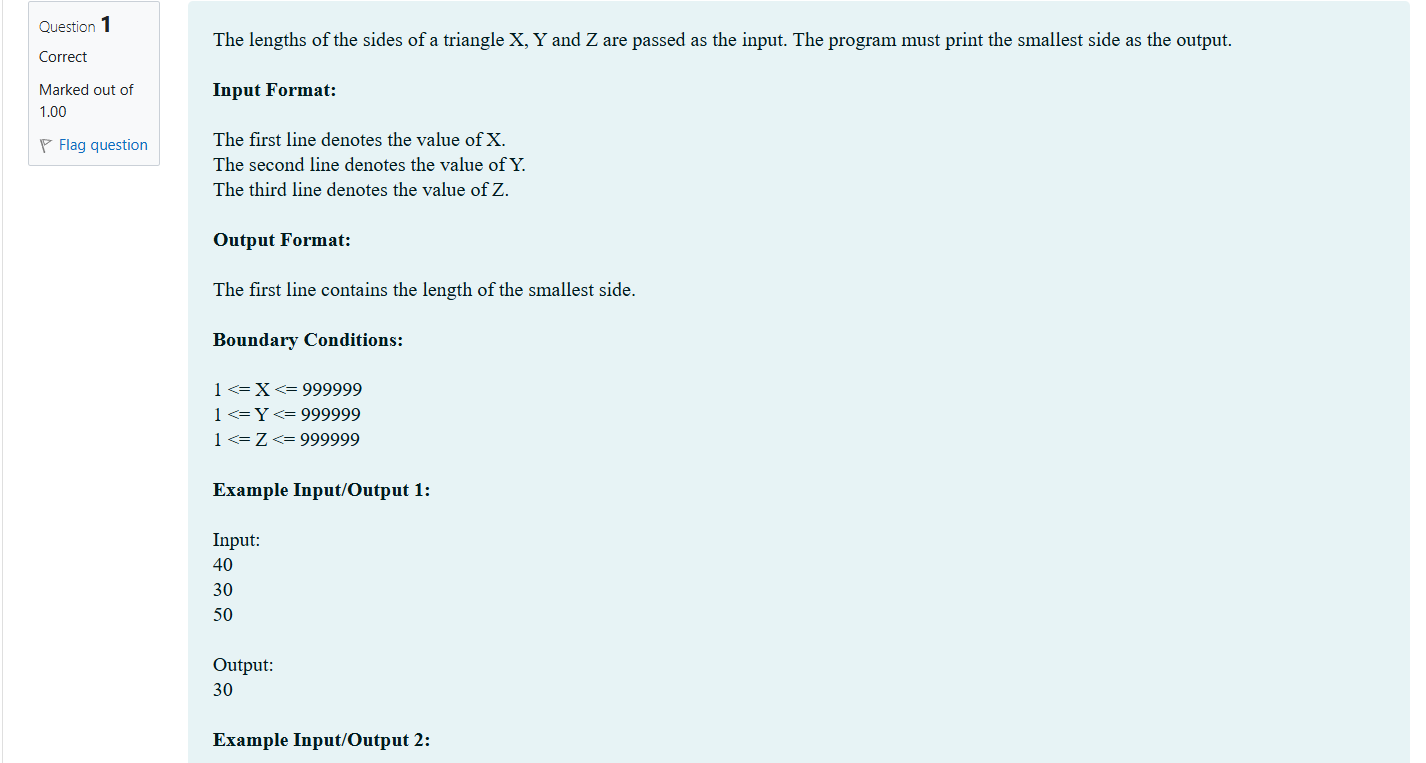 Question 1
Correct
Marked out of
1.00
Flag question
The lengths of the sides of a triangle X, Y and Z are passed as the input. The program must print the smallest side as the output.
Input Format:
The first line denotes the value of X.
The second line denotes the value of Y.
The third line denotes the value of Z.
Output Format:
The first line contains the length of the smallest side.
Boundary Conditions:
1 <= X <= 999999
1 <= Y <= 999999
1 <= Z <= 999999
Example Input/Output 1:
Input:
40
30
50
Output:
30
Example Input/Output 2: